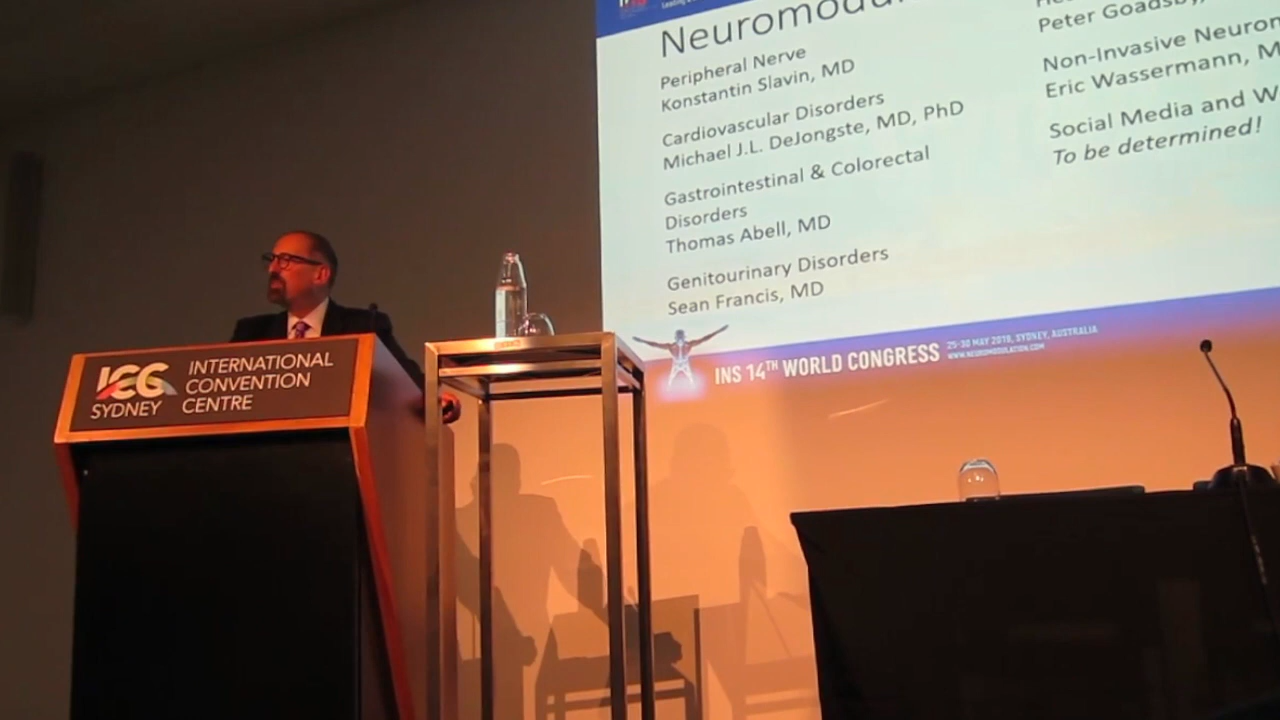 Neuromodu
Peripheral Nerve
Konstantin Slavin, MD
Cardiovascular Disorders
Michael J.L. DeJongste, MD, PhD
Gastrointestinal & Colorectal
Disorders
Thomas Abell, MD
Genitourinary Disorders
Sean Francis, MD
Peter Goadsby,
Non-Invasive Neurom
Eric Wassermann, M
Social Media and W
To be determined!
INS 14TH WORLD CONGRESS
25-30 MAY 2019, SYDNEY, AUSTRALIA
WWW.NEUROMODULATION.COM
ICC
SYDNEY
INTERNATIONAL
CONVENTION
CENTRE